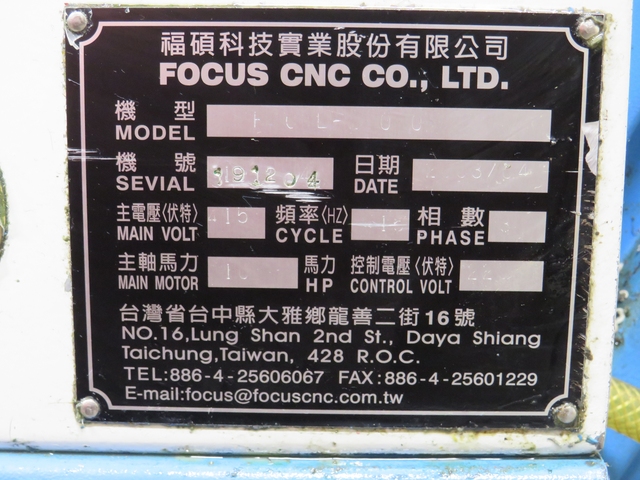 福碩科技實業股份有限公司
FOCUS CNC CO., LTD.
機型
MODEL
機號 日期
SEVIAL 191204 DATE
主電壓〈伏特〉 頻率〈HZ〉 相數
MAIN VOLT CYCLE PHASE
主軸馬力 馬力 控制電壓〈伏特〉
MAIN MOTOR HP CONTROL VOLT
台灣省台中縣大雅鄉龍善二街16號
NO.16,Lung Shan 2nd St., Daya Shiang
Taichung,Taiwan, 428 R.O.C.
TEL:886-4-25606067 FAX:886-4-25601229
E-mail:focus@focuscnc.com.tw